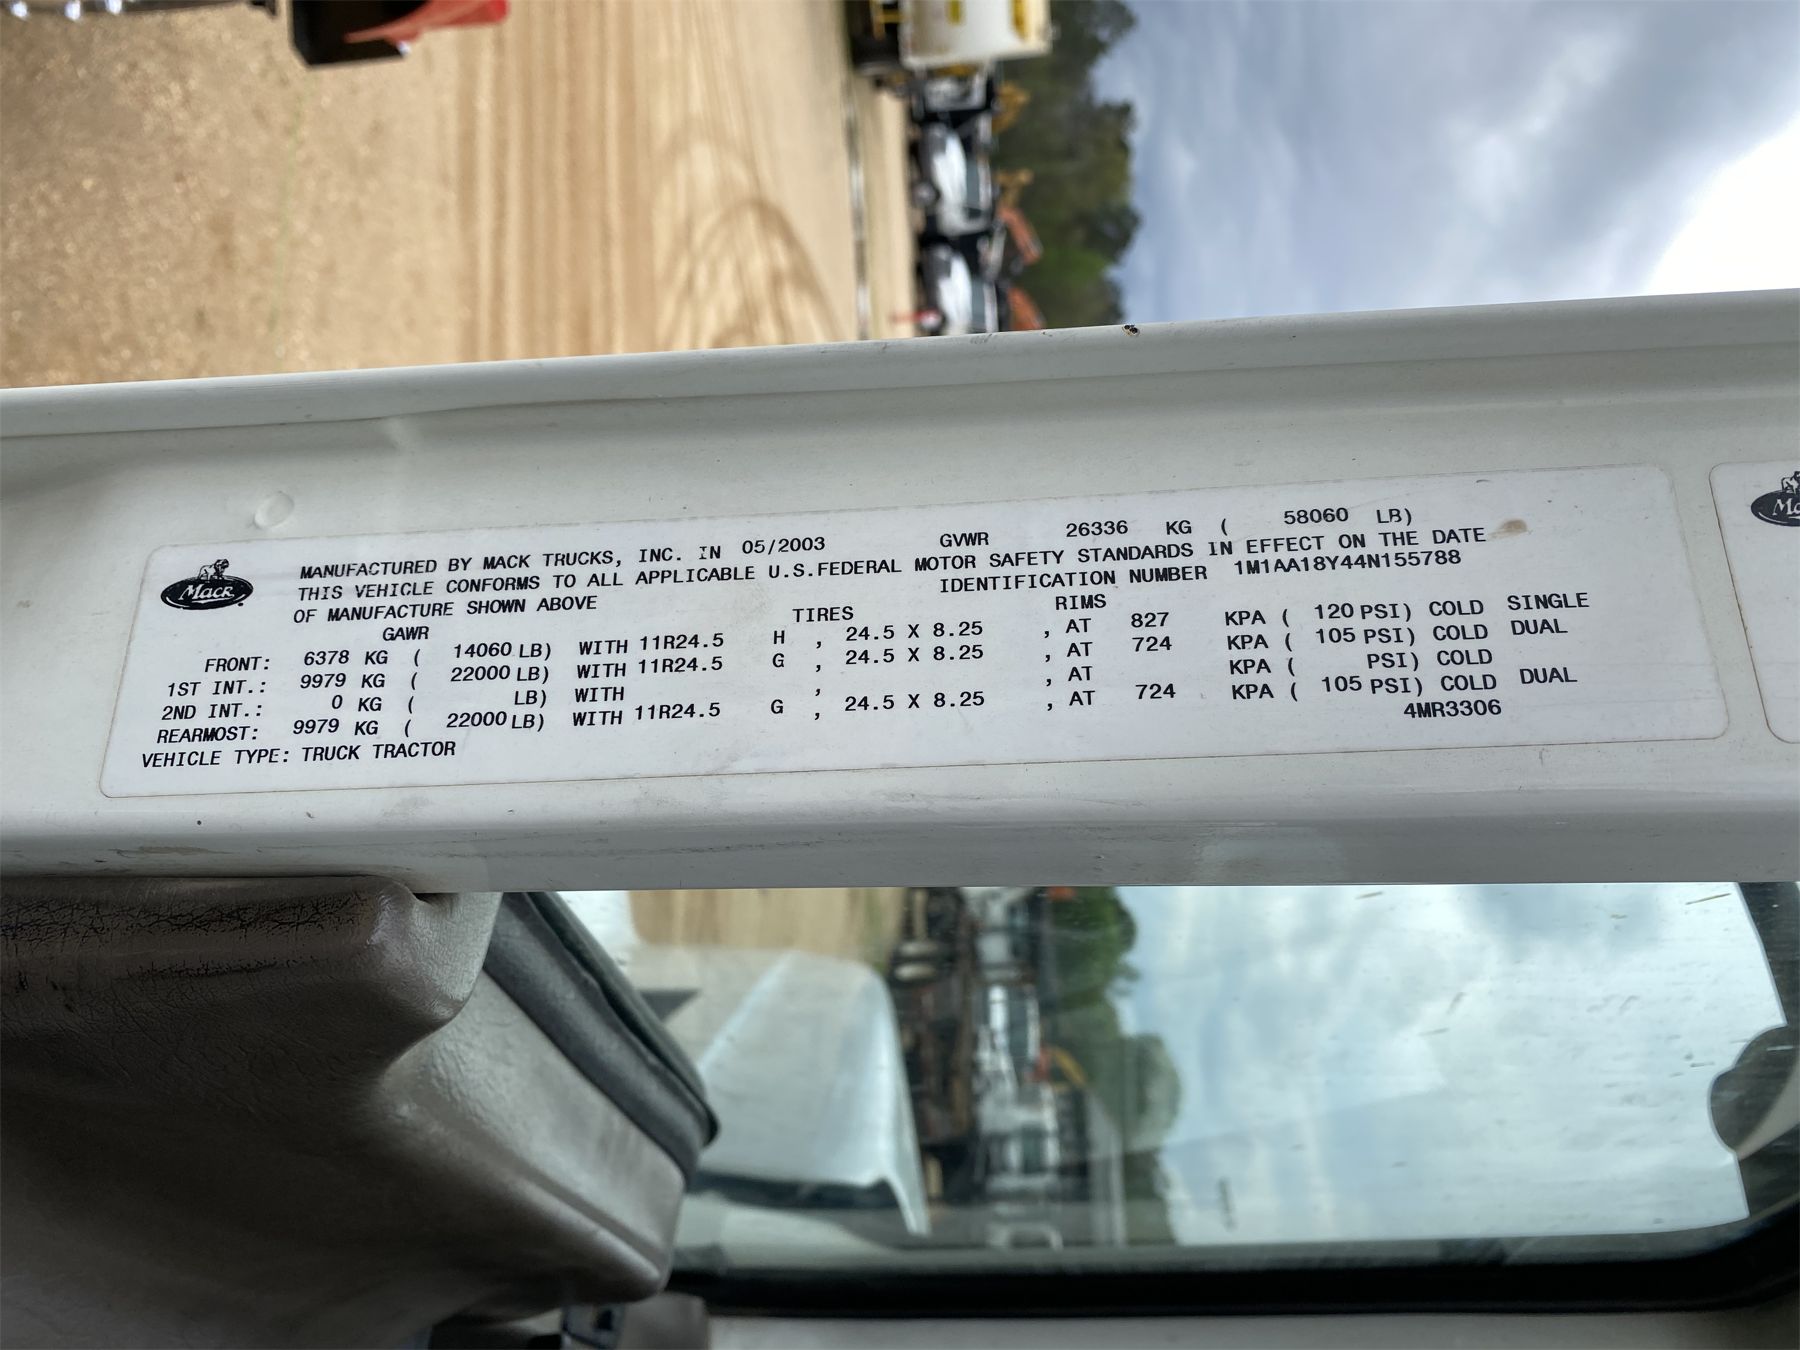 Mack
MANUFACTURED BY MACK TRUCKS, INC. IN 05/2003 GVWR 26336 KG ( 58060 LB)
THIS VEHICLE CONFORMS TO ALL APPLICABLE U.S.FEDERAL MOTOR SAFETY STANDARDS IN EFFECT ON THE DATE
OF MANUFACTURE SHOWN ABOVE IDENTIFICATION NUMBER 1M1AA18Y44N155788
GAWR TIRES RIMS
FRONT: 6378 KG ( 14060 LB) WITH 11R24.5 H , 24.5 X 8.25 , AT 827 KPA ( 120 PSI) COLD SINGLE
1ST INT.: 9979 KG ( 22000 LB) WITH 11R24.5 G , 24.5 X 8.25 , AT 724 KPA ( 105 PSI) COLD DUAL
2ND INT.: 0 KG ( LB) WITH , , AT KPA ( PSI) COLD
REARMOST: 9979 KG ( 22000 LB) WITH 11R24.5 G , 24.5 X 8.25 , AT 724 KPA ( 105 PSI) COLD DUAL
VEHICLE TYPE: TRUCK TRACTOR 4MR3306